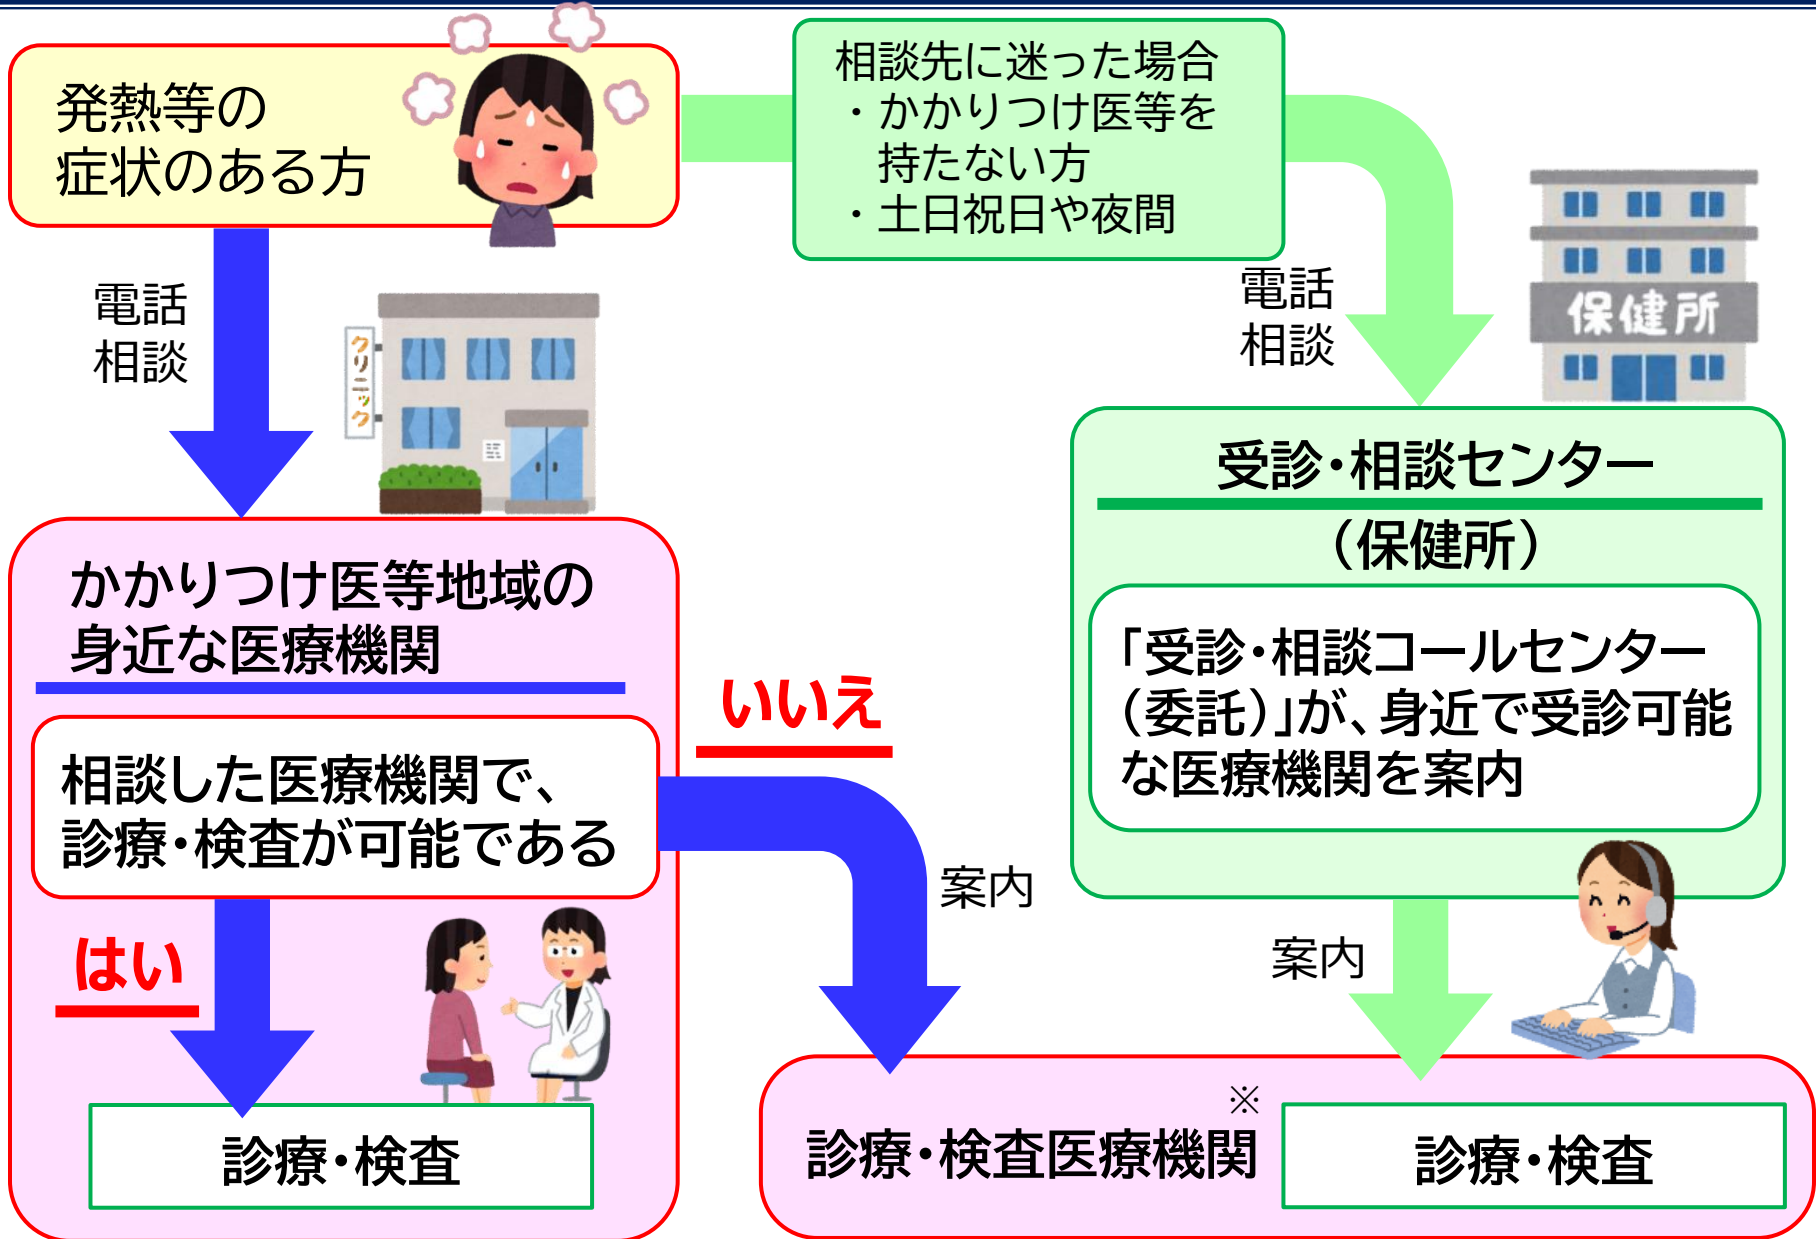 発熱等の
症状のある方
相談先に迷った場合
・かかりつけ医等を
持たない方
・土日祝日や夜間
電話
相談
クリニック
電話
相談
保健所
かかりつけ医等地域の
身近な医療機関
相談した医療機関で、
診療・検査が可能である
はい
診療・検査
いいえ
案内
受診・相談センター
（保健所）
「受診・相談コールセンター
（委託）」が、身近で受診可能
な医療機関を案内
案内
※
診療・検査医療機関
診療・検査